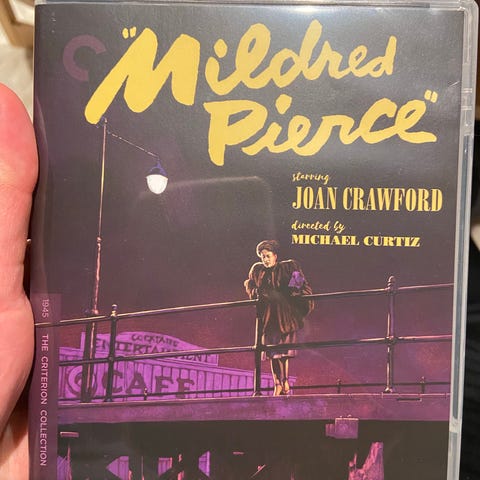 "Mildred
Pierce"
starring
JOAN CRAWFORD
directed by
MICHAEL CURTIZ
COCKTAILS
ENTERTAINMENT
CAFE
1945 THE CRITERION COLLECTION